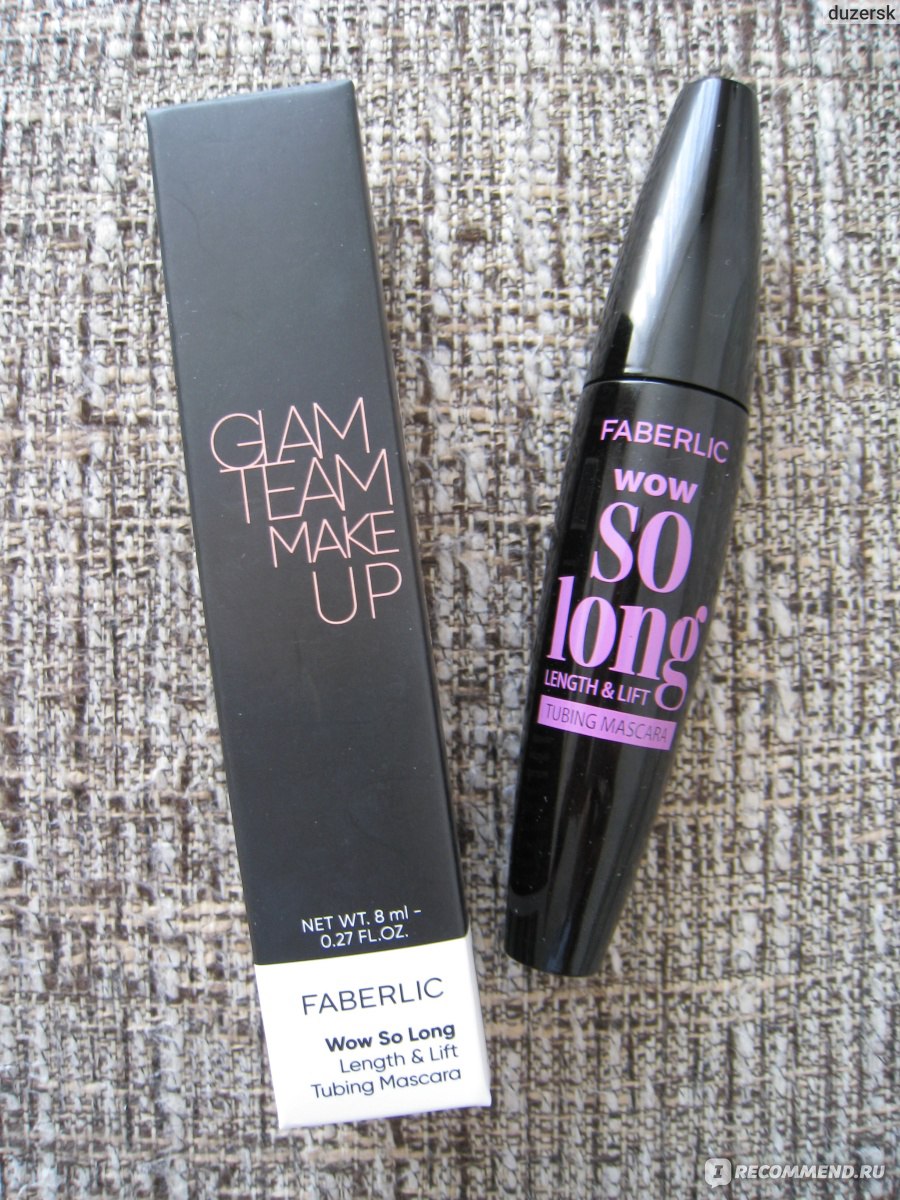 duzersk
GLAM
TEAM
MAKE
UP
NET WT. 8 ml -
0.27 FL.OZ.
FABERLIC
Wow So Long
Length & Lift
Tubing Mascara
FABERLIC
WOW
SO
long
LENGTH & LIFT
TUBING MASCARA
RECOMMEND.RU